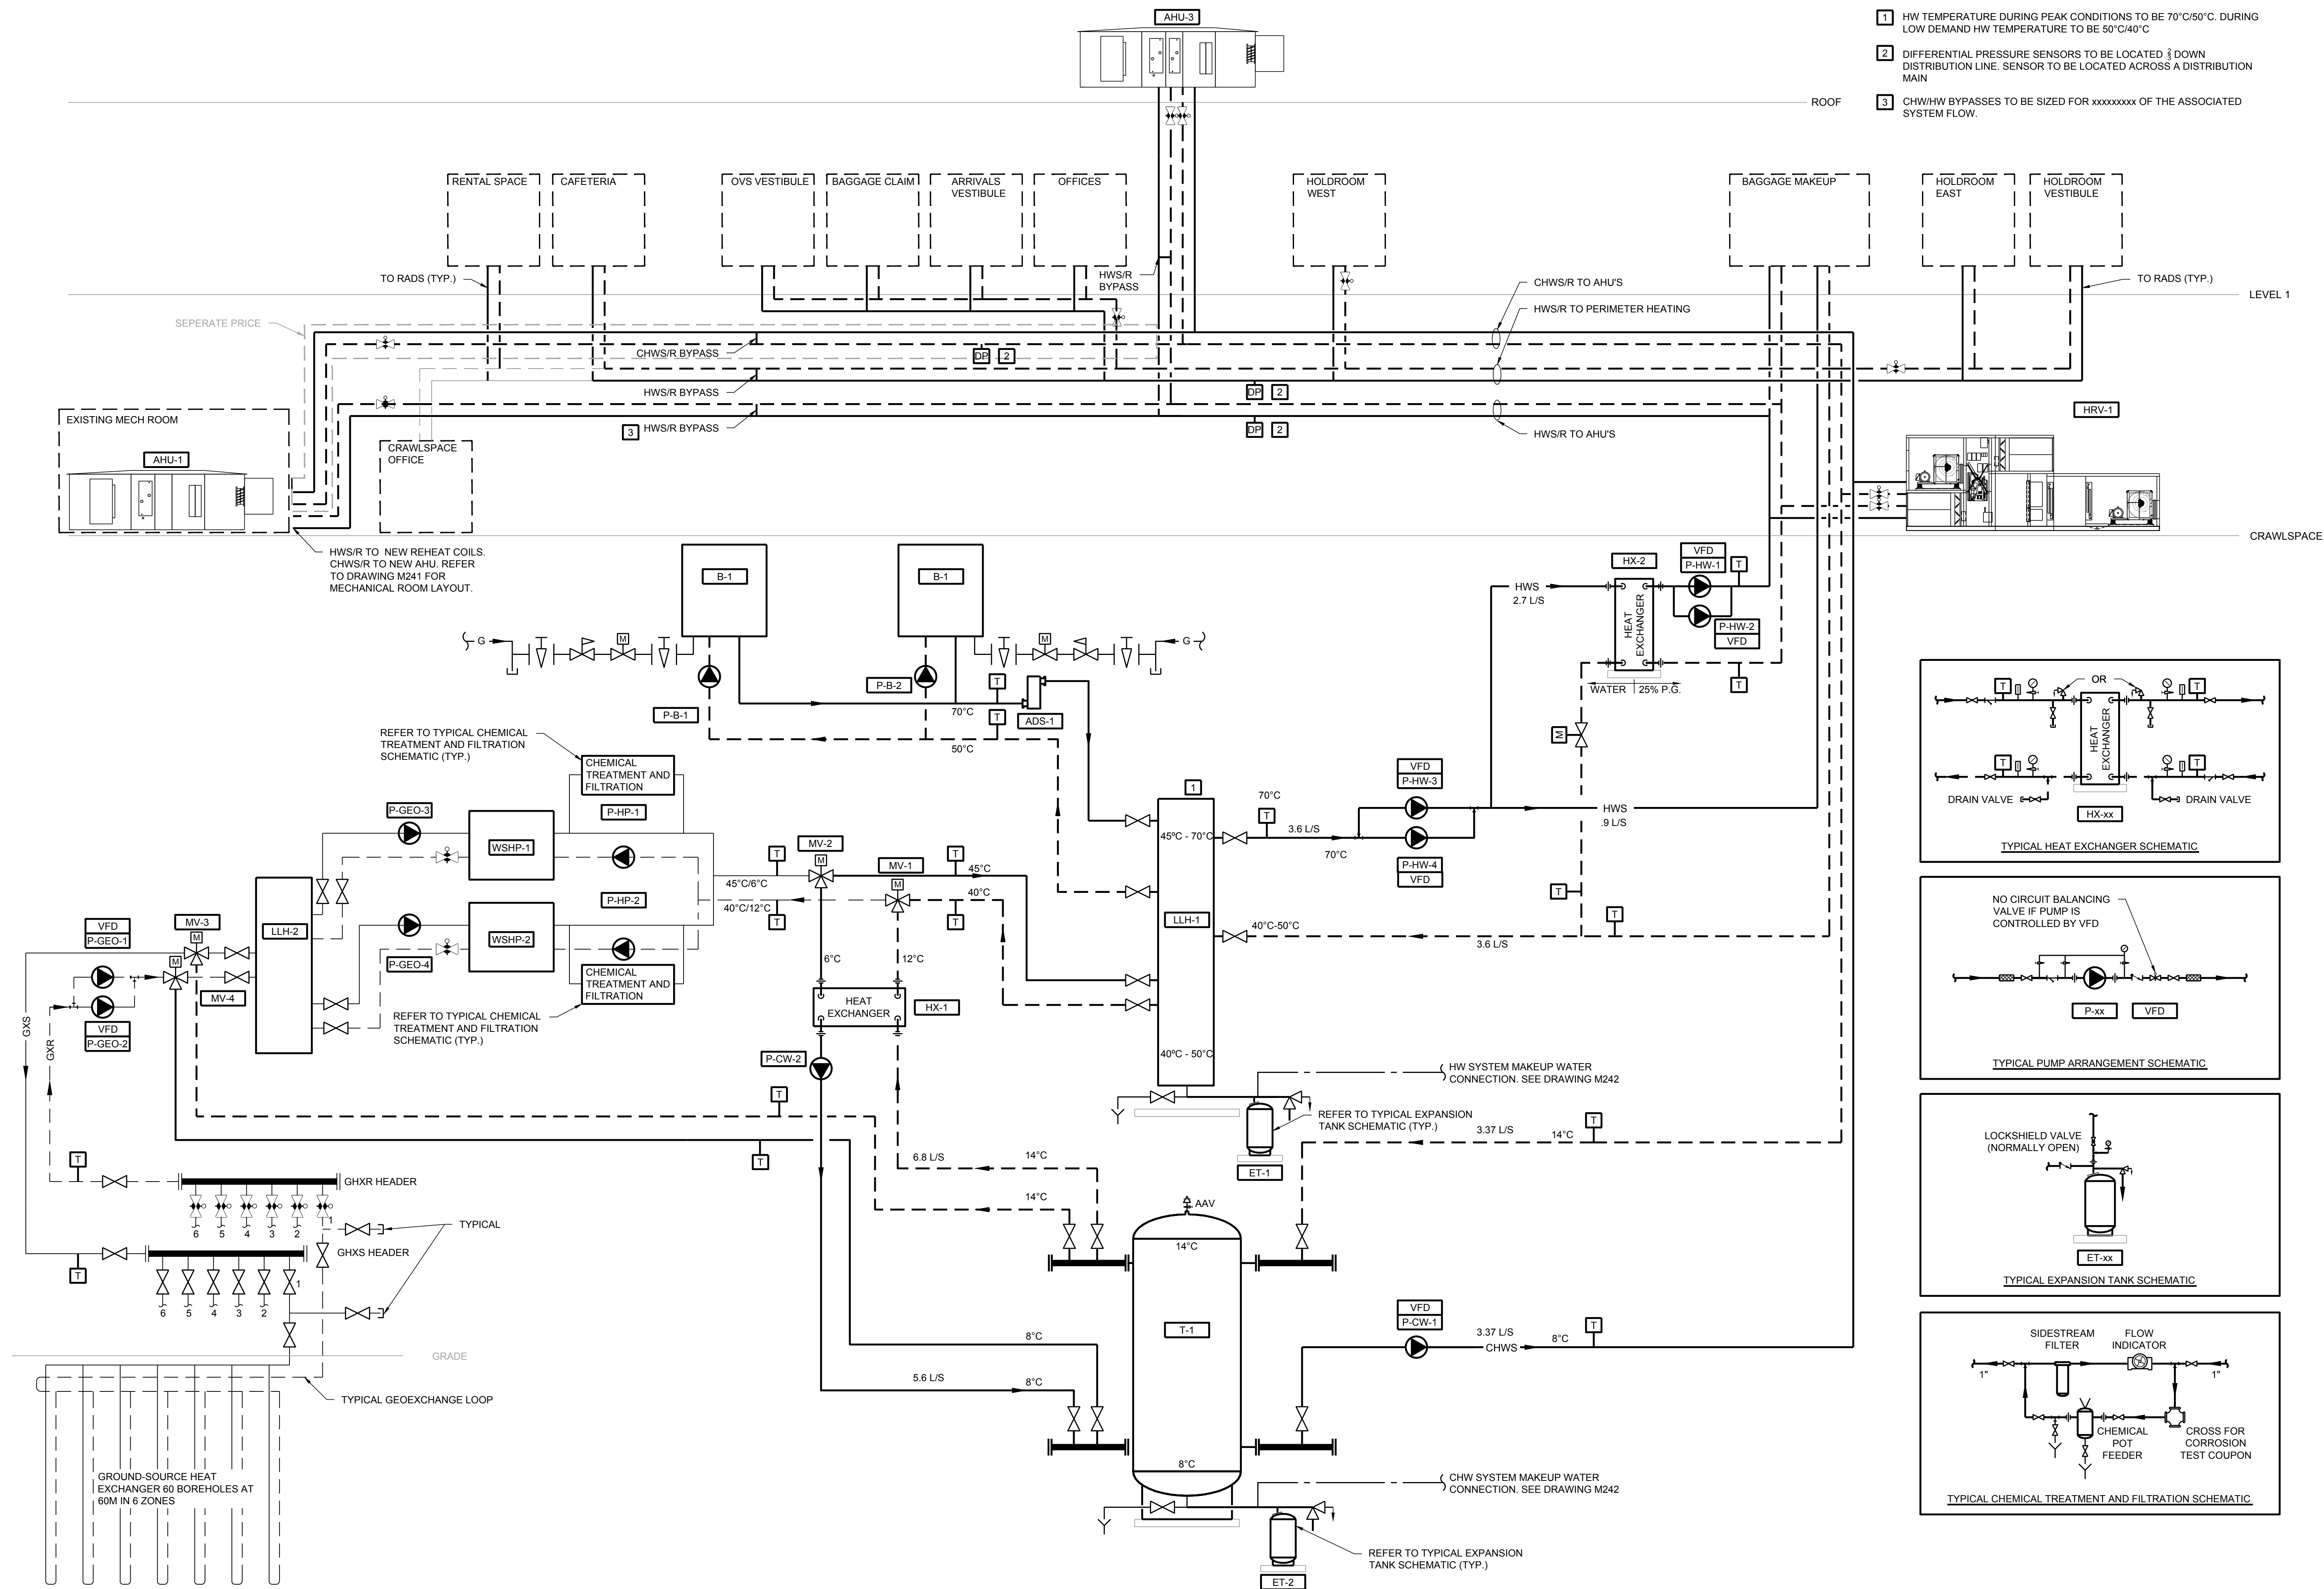 AHU-3
1 HW TEMPERATURE DURING PEAK CONDITIONS TO BE 70°C/50°C. DURING
LOW DEMAND HW TEMPERATURE TO BE 50°C/40°C
2 DIFFERENTIAL PRESSURE SENSORS TO BE LOCATED DOWN
DISTRIBUTION LINE. SENSOR TO BE LOCATED ACROSS A DISTRIBUTION
MAIN
3 CHW/HW BYPASSES TO BE SIZED FOR xxxxxxxxx OF THE ASSOCIATED
SYSTEM FLOW.
ROOF
RENTAL SPACE
CAFETERIA
OVS VESTIBULE
BAGGAGE CLAIM
ARRIVALS
VESTIBULE
OFFICES
HOLDROOM
WEST
BAGGAGE MAKEUP
HOLDROOM
EAST
HOLDROOM
VESTIBULE
TO RADS (TYP.)
HWS/R
BYPASS
CHWS/R TO AHU'S
TO RADS (TYP.)
LEVEL 1
HWS/R TO PERIMETER HEATING
SEPERATE PRICE
CHWS/R BYPASS
DP 2
HWS/R BYPASS
DP 2
3 HWS/R BYPASS
DP 2
HWS/R TO AHU'S
HRV-1
EXISTING MECH ROOM
AHU-1
CRAWLSPACE
OFFICE
CRAWLSPACE
HWS/R TO NEW REHEAT COILS.
CHWS/R TO NEW AHU. REFER
TO DRAWING M241 FOR
MECHANICAL ROOM LAYOUT.
B-1
B-1
HX-2
VFD
P-HW-1
T
HWS
2.7 L/S
HEAT
EXCHANGER
P-HW-2
VFD
T
WATER
25% P.G.
G
M
M
G
P-B-1
P-B-2
T
70°C
T
50°C
ADS-1
M
REFER TO TYPICAL CHEMICAL
TREATMENT AND FILTRATION
SCHEMATIC (TYP.)
CHEMICAL
TREATMENT AND
FILTRATION
P-GEO-3
WSHP-1
P-HP-1
P-HP-2
P-GEO-4
WSHP-2
CHEMICAL
TREATMENT AND
FILTRATION
REFER TO TYPICAL CHEMICAL
TREATMENT AND FILTRATION
SCHEMATIC (TYP.)
LLH-2
MV-3
M
VFD
P-GEO-1
M
MV-4
VFD
P-GEO-2
GXS
GXR
T
45°C/6°C
40°C/12°C
T
MV-2
M
MV-1
M
T
45°C
40°C
T
6°C
12°C
HEAT
EXCHANGER
HX-1
P-CW-2
1
45ºC - 70°C
LLH-1
40ºC - 50°C
70°C
T
3.6 L/S
70°C
VFD
P-HW-3
P-HW-4
VFD
HWS
.9 L/S
T
T
40°C-50°C
3.6 L/S
HW SYSTEM MAKEUP WATER
CONNECTION. SEE DRAWING M242
REFER TO TYPICAL EXPANSION
TANK SCHEMATIC (TYP.)
ET-1
T
T
3.37 L/S
14°C
T
6.8 L/S
14°C
14°C
AAV
14°C
T-1
8°C
8°C
5.6 L/S
8°C
VFD
P-CW-1
3.37 L/S
CHWS
8°C
T
CHW SYSTEM MAKEUP WATER
CONNECTION. SEE DRAWING M242
REFER TO TYPICAL EXPANSION
TANK SCHEMATIC (TYP.)
ET-2
T
GHXR HEADER
6 5 4 3 2 1
TYPICAL
GHXS HEADER
T
6 5 4 3 2 1
GRADE
TYPICAL GEOEXCHANGE LOOP
GROUND-SOURCE HEAT
EXCHANGER 60 BOREHOLES AT
60M IN 6 ZONES
T
OR
T
HEAT
EXCHANGER
T
T
DRAIN VALVE
DRAIN VALVE
HX-xx
TYPICAL HEAT EXCHANGER SCHEMATIC
NO CIRCUIT BALANCING
VALVE IF PUMP IS
CONTROLLED BY VFD
P-xx
VFD
TYPICAL PUMP ARRANGEMENT SCHEMATIC
LOCKSHIELD VALVE
(NORMALLY OPEN)
ET-xx
TYPICAL EXPANSION TANK SCHEMATIC
SIDESTREAM
FILTER
FLOW
INDICATOR
1"
1"
CHEMICAL
POT
FEEDER
CROSS FOR
CORROSION
TEST COUPON
TYPICAL CHEMICAL TREATMENT AND FILTRATION SCHEMATIC